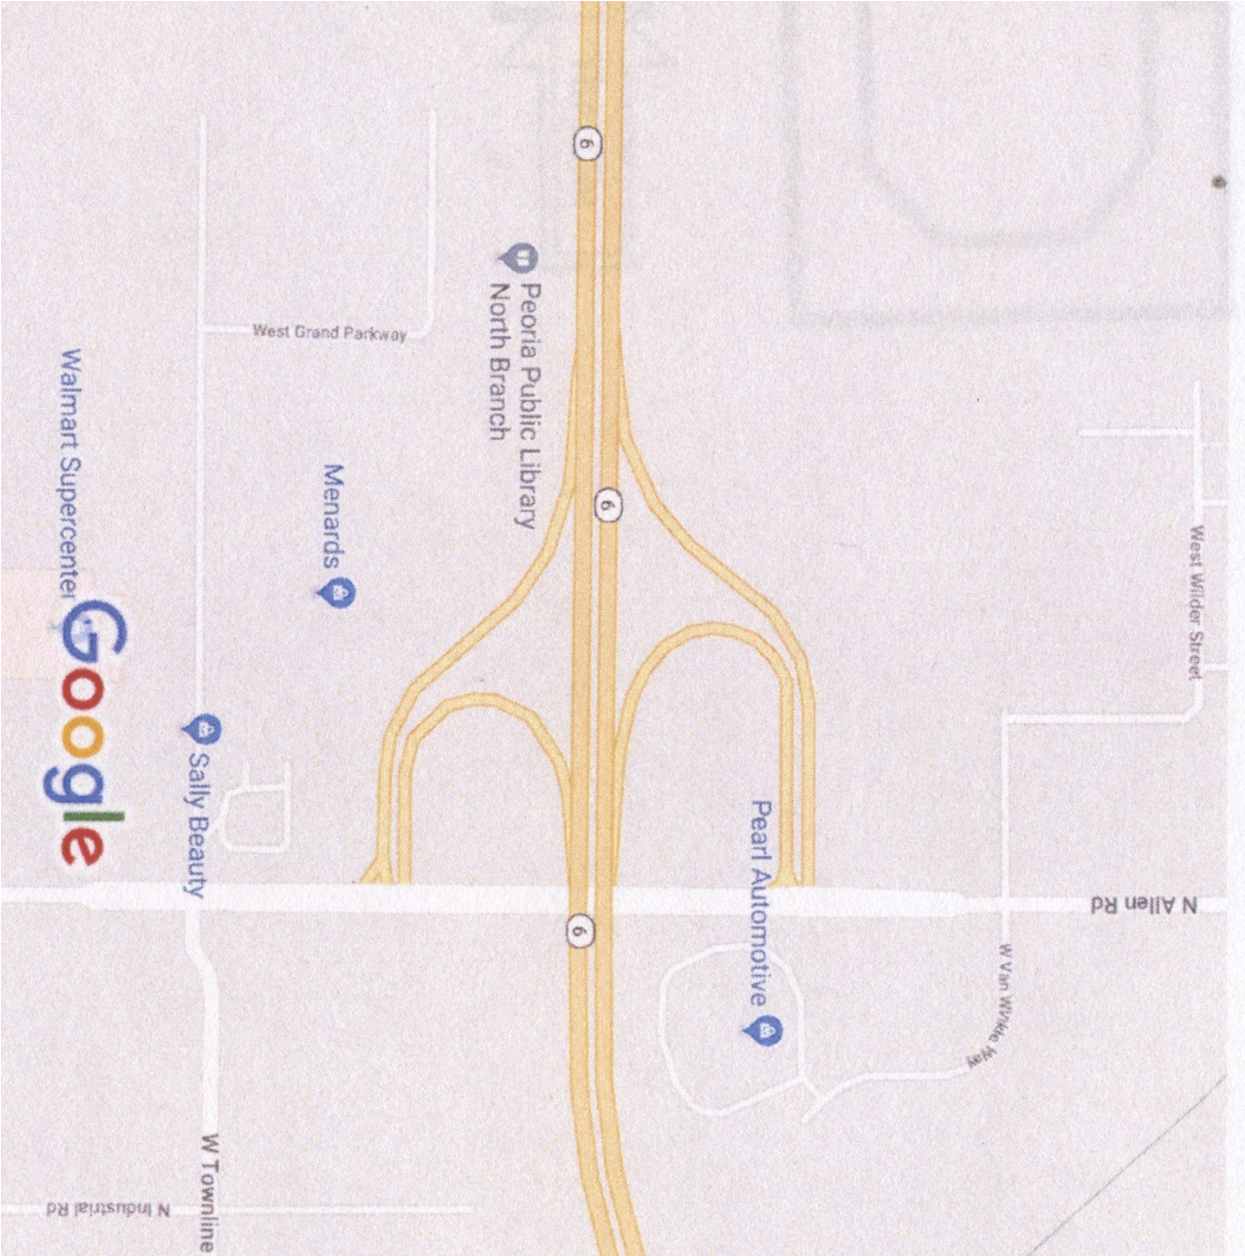 West Wilder Street
N Allen Rd
W Van Winkle Way
Pearl Automotive
6
6
6
Peoria Public Library
North Branch
West Grand Parkway
Menards
Sally Beauty
W Townline
N Industrial Rd
Walmart Supercenter
Google